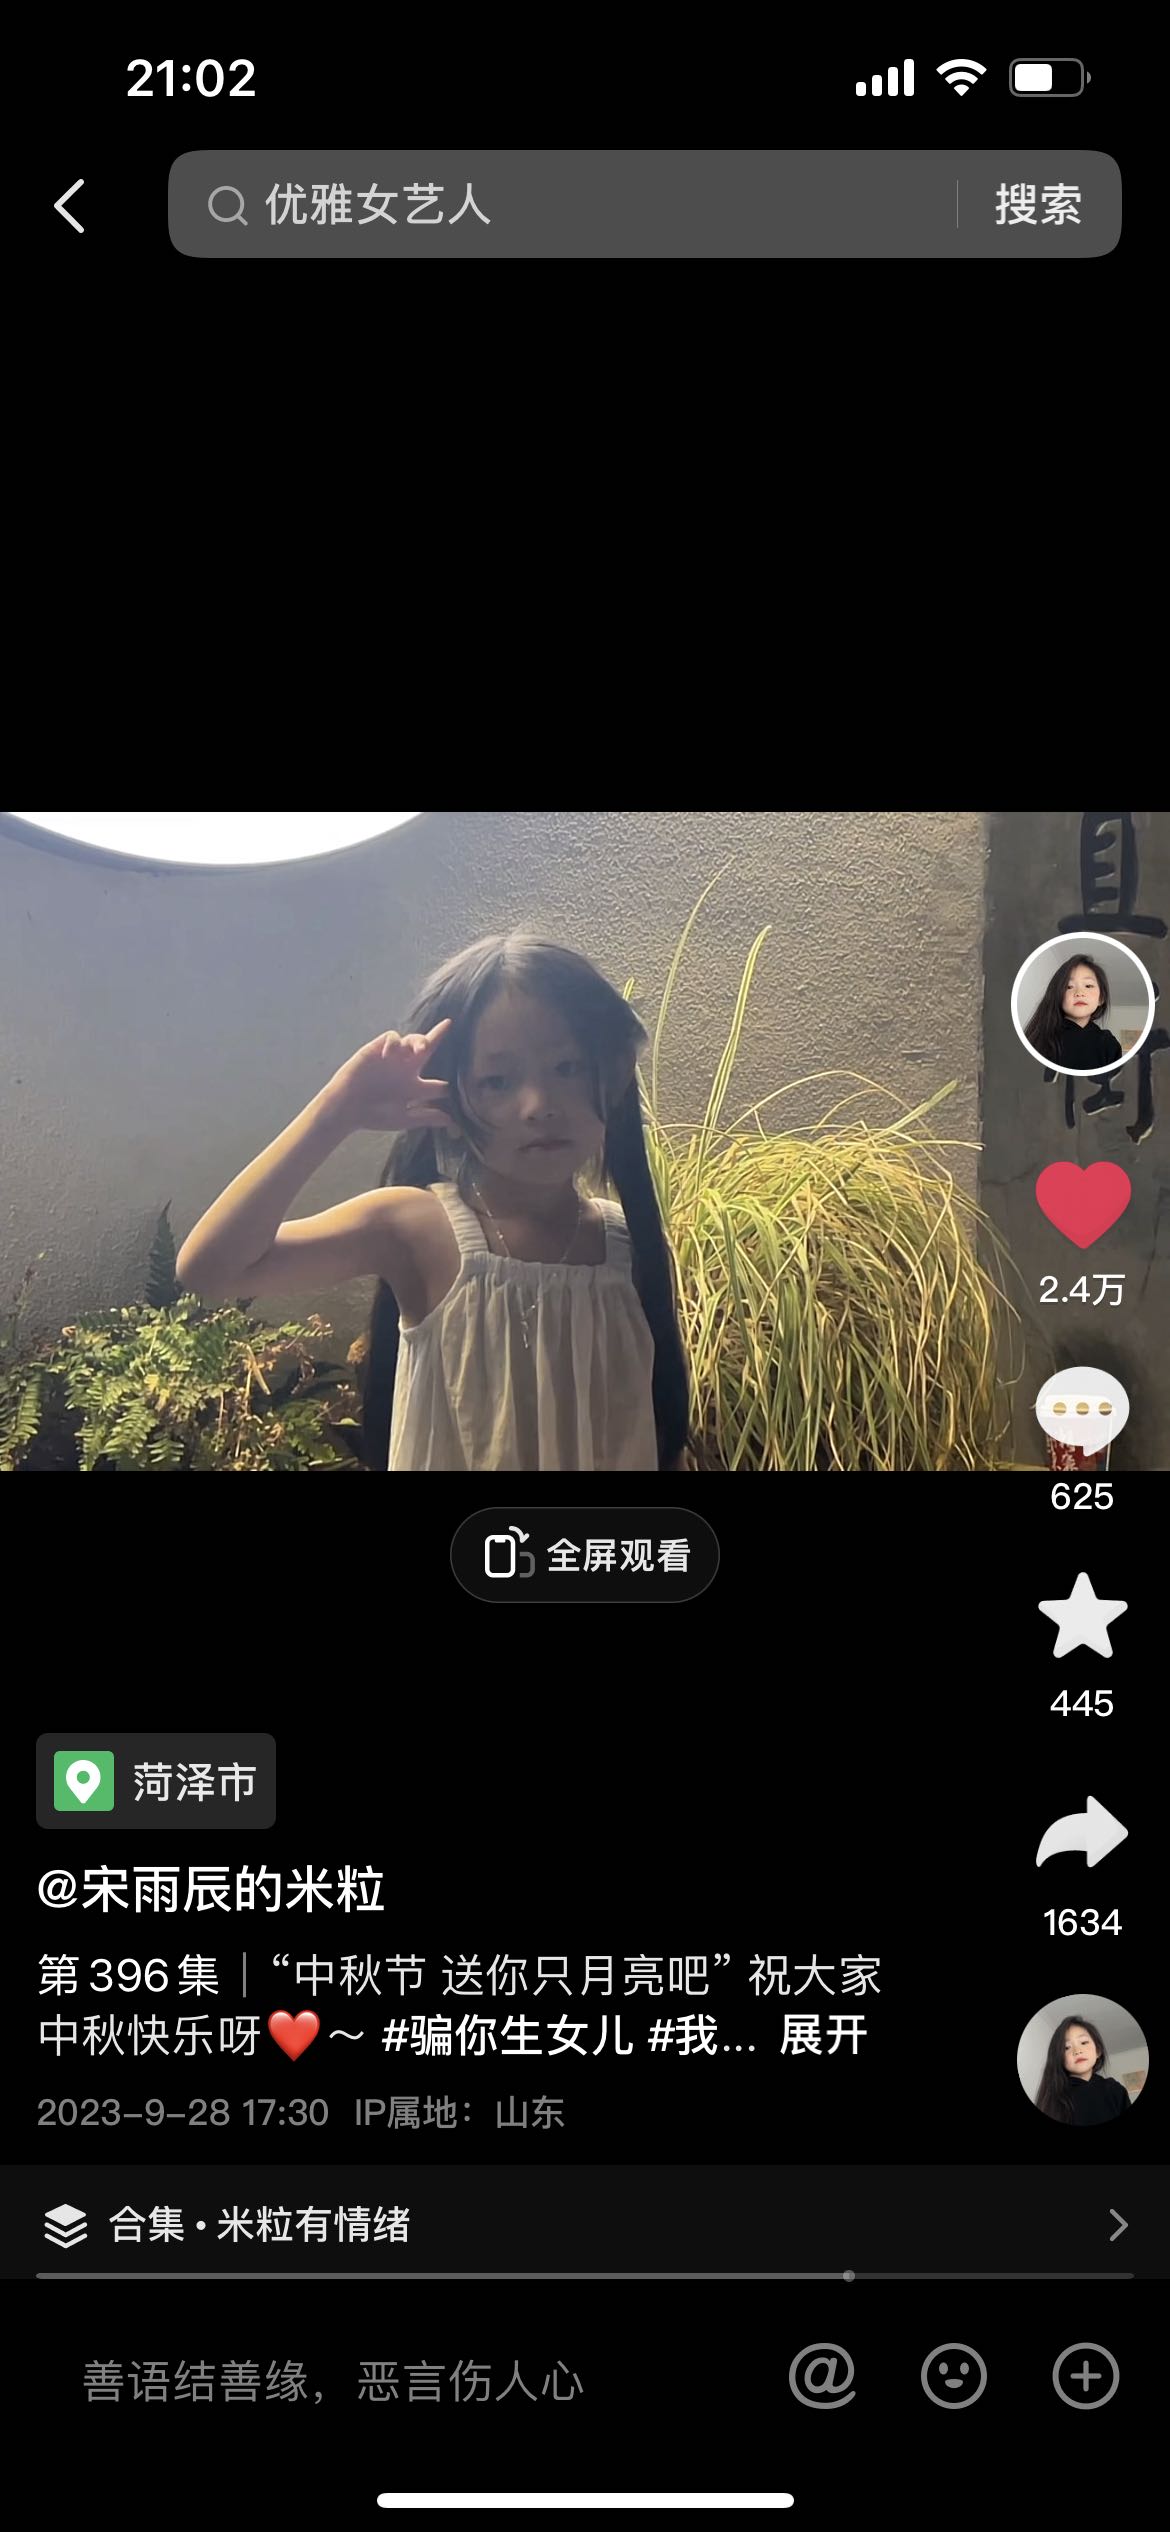 21:02
优雅女艺人
搜索
2.4万
625
全屏观看
445
菏泽市
1634
@宋雨辰的米粒
第396集｜“中秋节 送你只月亮吧” 祝大家
中秋快乐呀❤️～ #骗你生女儿 #我... 展开
2023-9-28 17:30 IP属地：山东
合集·米粒有情绪
善语结善缘，恶言伤人心